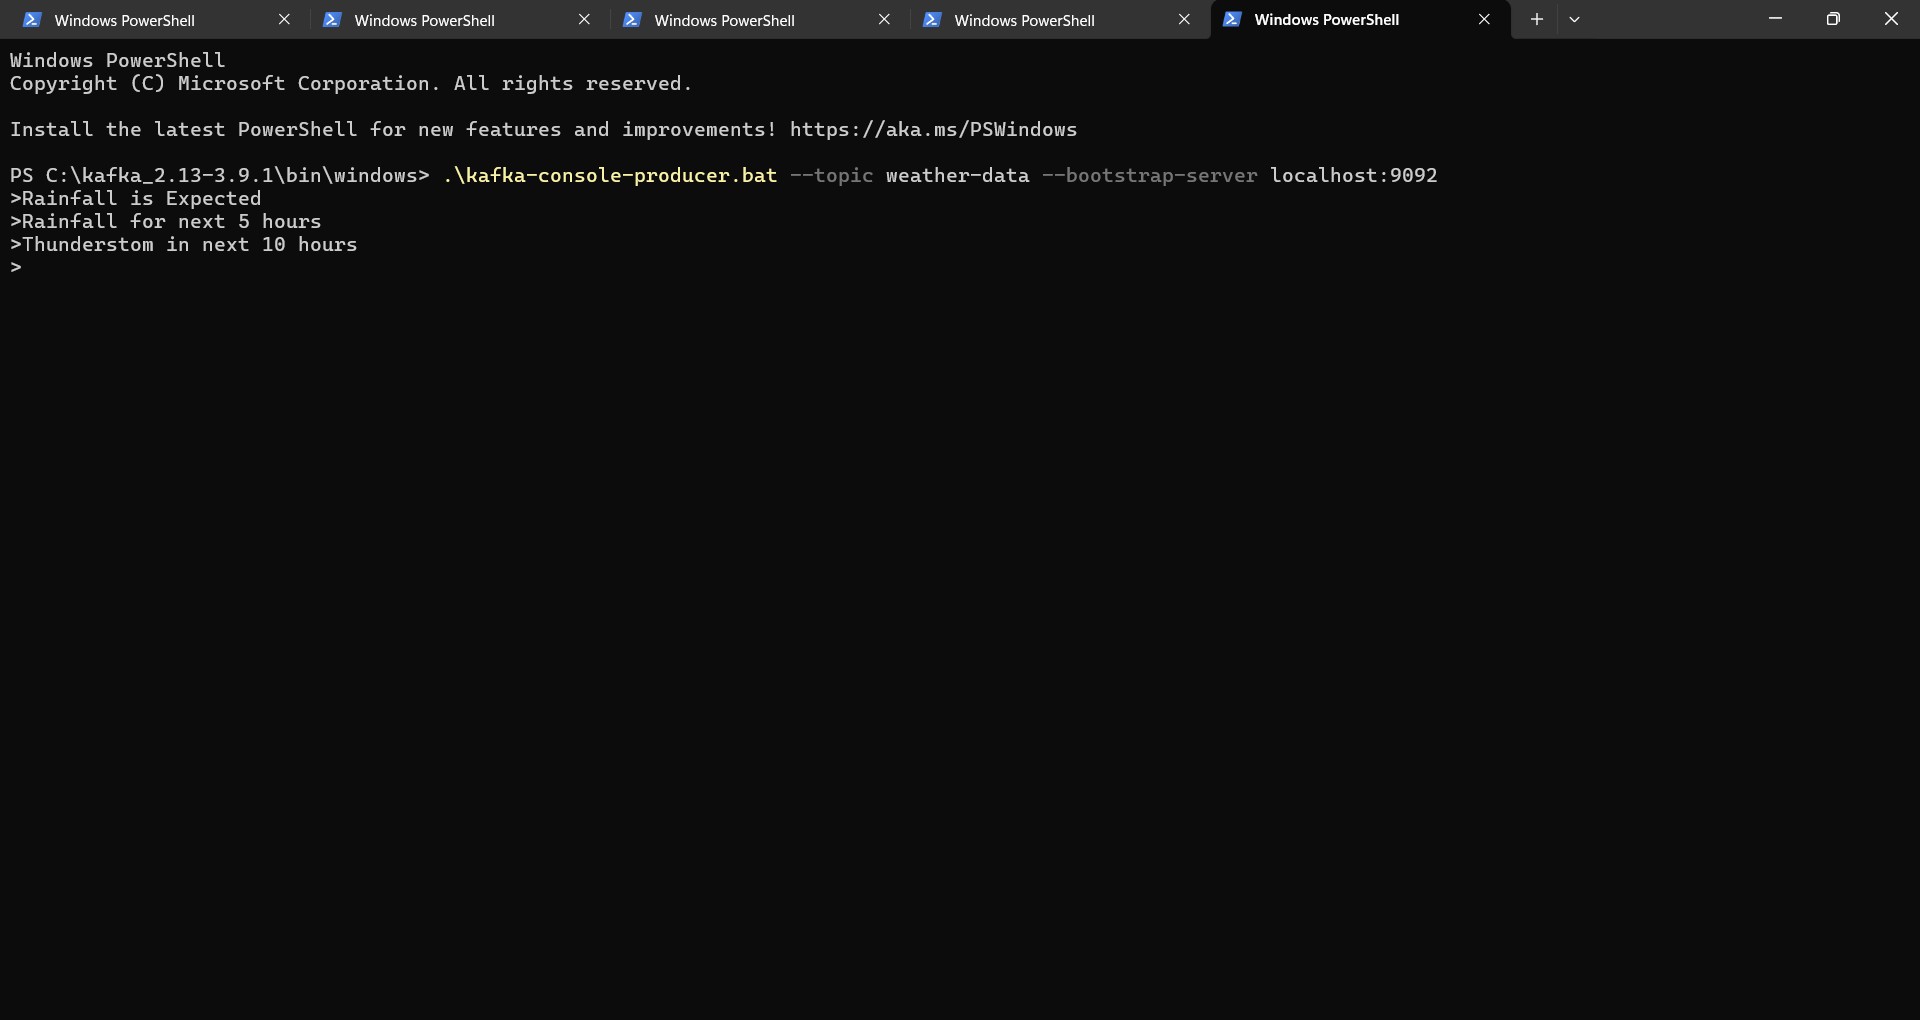 Windows PowerShell
Windows PowerShell
Windows PowerShell
Windows PowerShell
Windows PowerShell
Windows PowerShell
Copyright (C) Microsoft Corporation. All rights reserved.
Install the latest PowerShell for new features and improvements! https://aka.ms/PSWindows
PS C:\kafka_2.13-3.9.1\bin\windows> .\kafka-console-producer.bat --topic weather-data --bootstrap-server localhost:9092
>Rainfall is Expected
>Rainfall for next 5 hours
>Thunderstom in next 10 hours
>